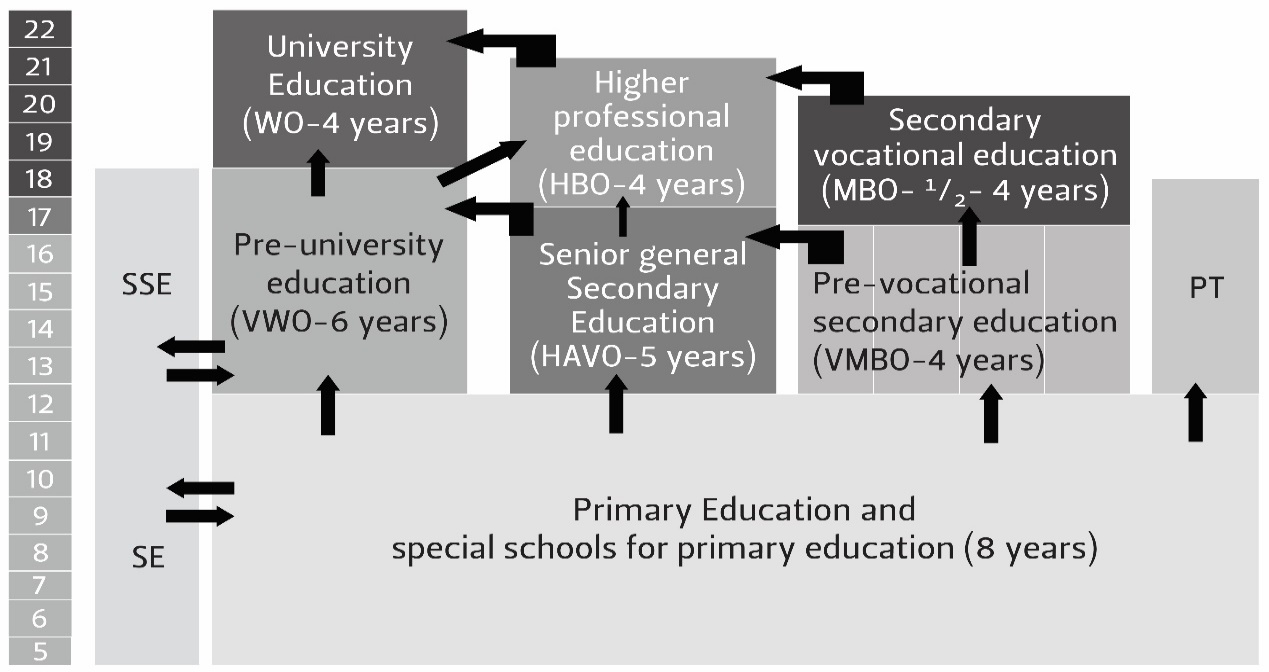 22
21
20
19
18
17
16
15
14
13
12
11
10
9
8
7
6
5
SSE
SE
University
Education
(WO-4 years)
Pre-university
education
(VWO-6 years)
Higher
professional
education
(HBO-4 years)
Senior general
Secondary
Education
(HAVO-5 years)
Secondary
vocational education
(MBO- ¹/₂- 4 years)
Pre-vocational
secondary education
(VMBO-4 years)
PT
Primary Education and
special schools for primary education (8 years)